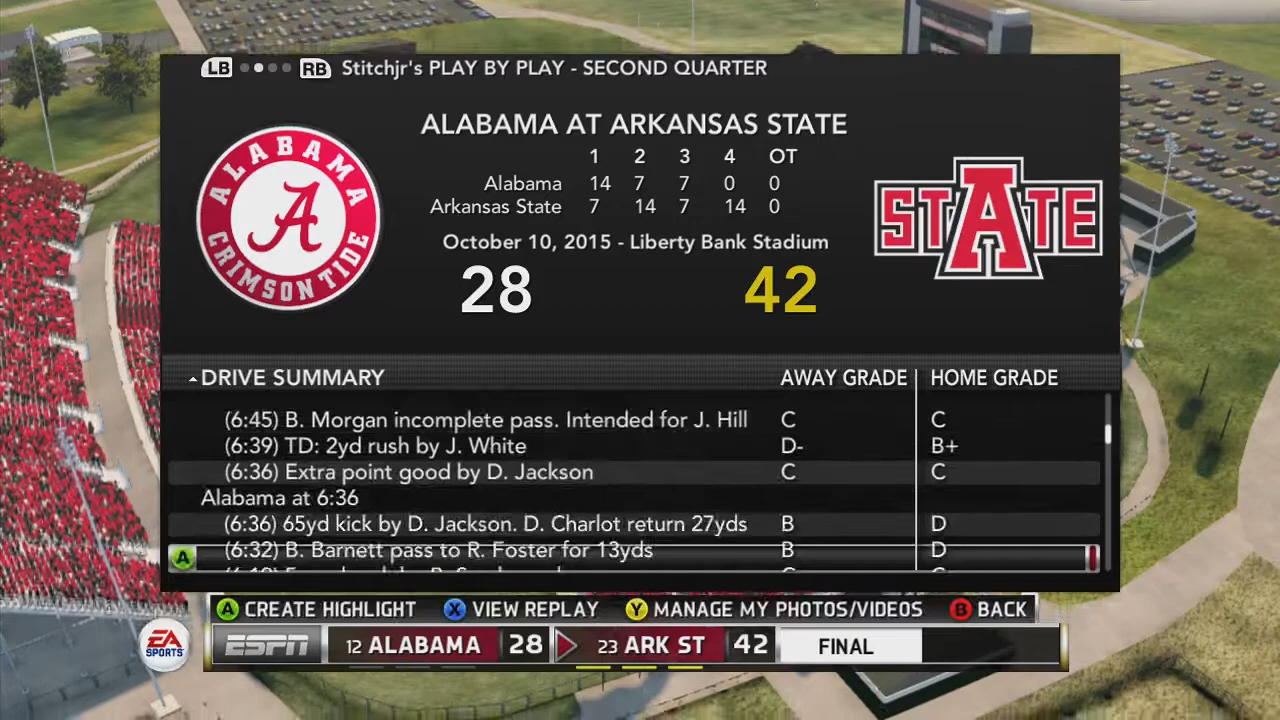 LB RB Stitchjr's PLAY BY PLAY - SECOND QUARTER
ALABAMA AT ARKANSAS STATE
1 2 3 4 OT
Alabama 14 7 7 0 0
Arkansas State 7 14 7 14 0
October 10, 2015 - Liberty Bank Stadium
28 42
ALABAMA
A
CRIMSON TIDE
STATE
DRIVE SUMMARY AWAY GRADE HOME GRADE
(6:45) B. Morgan incomplete pass. Intended for J. Hill C C
(6:39) TD: 2yd rush by J. White D- B+
(6:36) Extra point good by D. Jackson C C
Alabama at 6:36
(6:36) 65yd kick by D. Jackson. D. Charlot return 27yds B D
A (6:32) B. Barnett pass to R. Foster for 13yds B D
A CREATE HIGHLIGHT X VIEW REPLAY Y MANAGE MY PHOTOS/VIDEOS B BACK
EA SPORTS ESPN 12 ALABAMA 28 23 ARK ST 42 FINAL